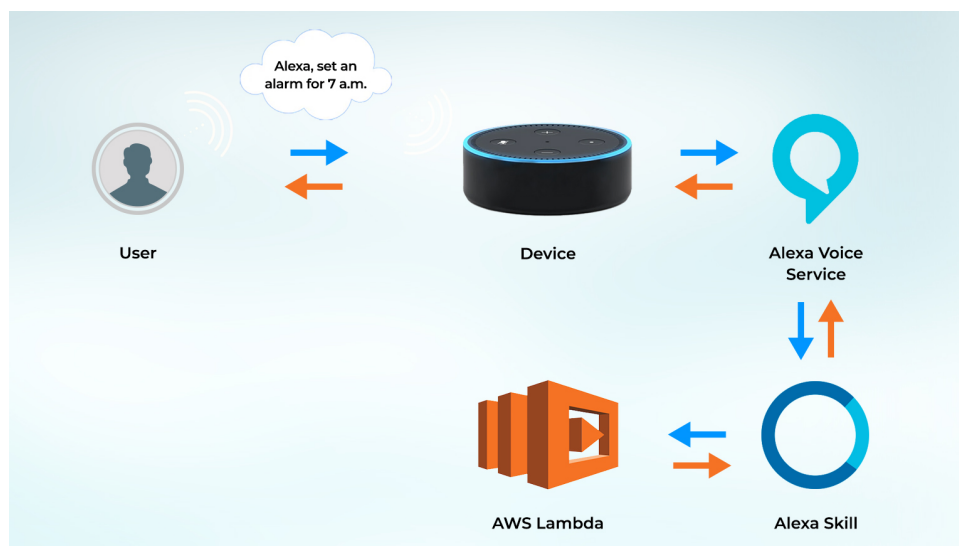 Alexa, set an
alarm for 7 a.m.
User
Device
Alexa Voice
Service
AWS Lambda
Alexa Skill